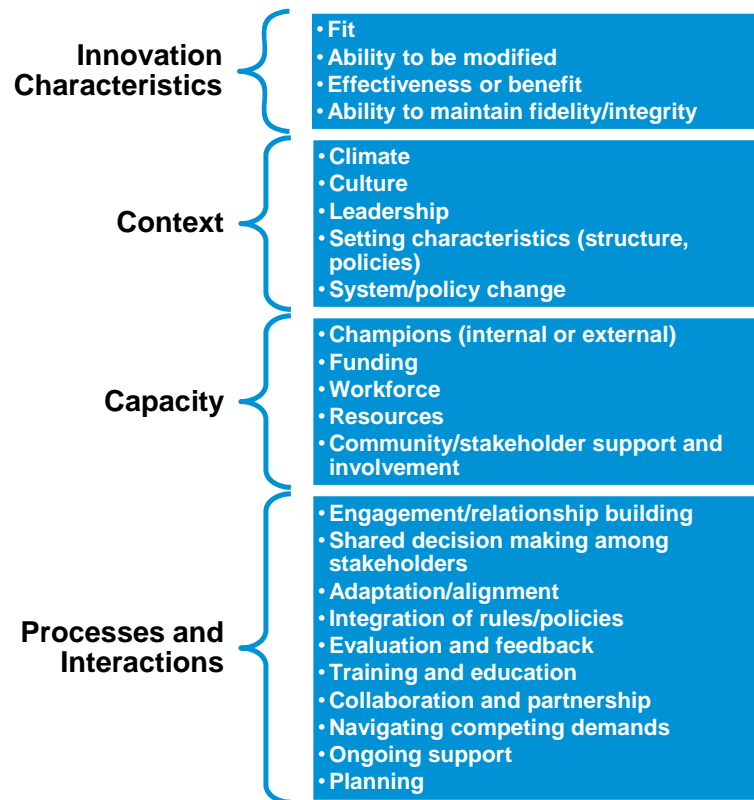 Innovation
Characteristics
• Fit
• Ability to be modified
• Effectiveness or benefit
• Ability to maintain fidelity/integrity
Context
• Climate
• Culture
• Leadership
• Setting characteristics (structure,
policies)
• System/policy change
Capacity
• Champions (internal or external)
• Funding
• Workforce
• Resources
• Community/stakeholder support and
involvement
Processes and
Interactions
• Engagement/relationship building
• Shared decision making among
stakeholders
• Adaptation/alignment
• Integration of rules/policies
• Evaluation and feedback
• Training and education
• Collaboration and partnership
• Navigating competing demands
• Ongoing support
• Planning